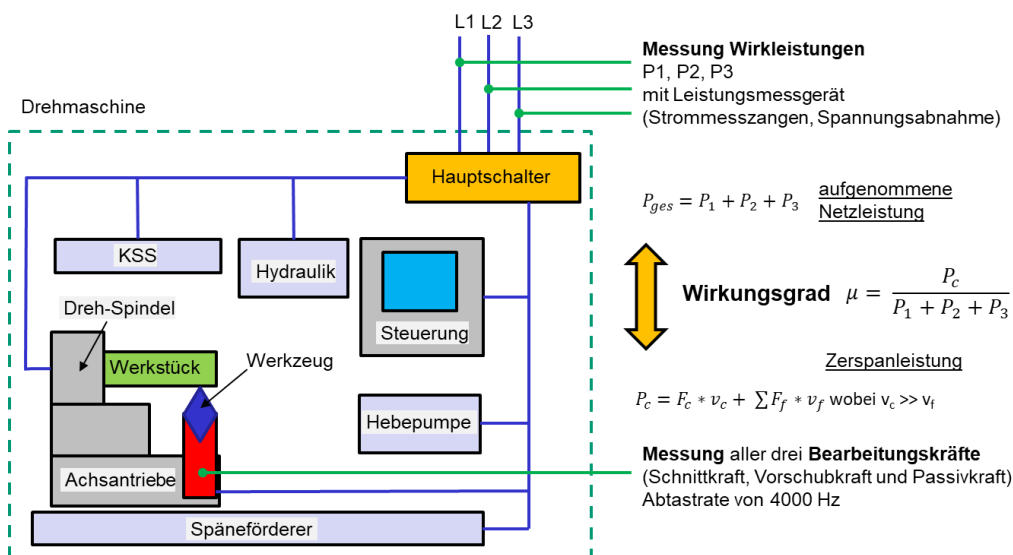 L1 L2 L3
Messung Wirkleistungen
P1, P2, P3
mit Leistungsmessgerät
(Strommesszangen, Spannungsabnahme)
Drehmaschine
Hauptschalter
P_ges = P_1 + P_2 + P_3 aufgenommene
Netzleistung
KSS
Hydraulik
Steuerung
Wirkungsgrad μ = P_c / (P_1 + P_2 + P_3)
Dreh-Spindel
Werkstück
Werkzeug
Zerspanleistung
P_c = F_c * v_c + ∑ F_f * v_f wobei v_c >> v_f
Hebepumpe
Messung aller drei Bearbeitungskräfte
(Schnittkraft, Vorschubkraft und Passivkraft)
Abtastrate von 4000 Hz
Achsantriebe
Späneförderer